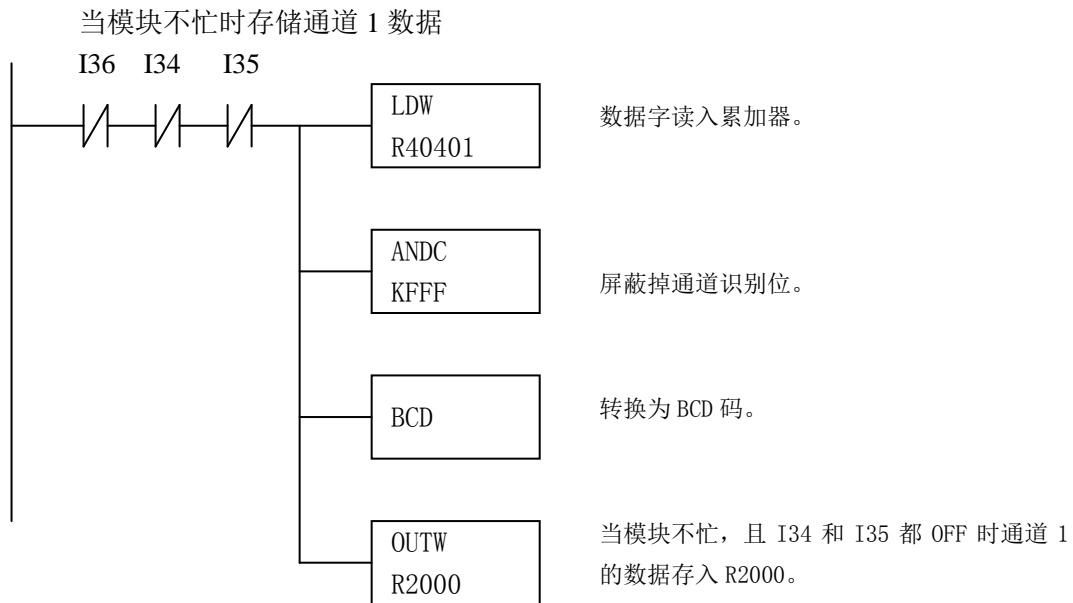 当模块不忙时存储通道 1 数据
I36 I34 I35
LDW
R40401
数据字读入累加器。
ANDC
KFFF
屏蔽掉通道识别位。
BCD
转换为 BCD 码。
OUTW
R2000
当模块不忙，且 I34 和 I35 都 OFF 时通道 1
的数据存入 R2000。